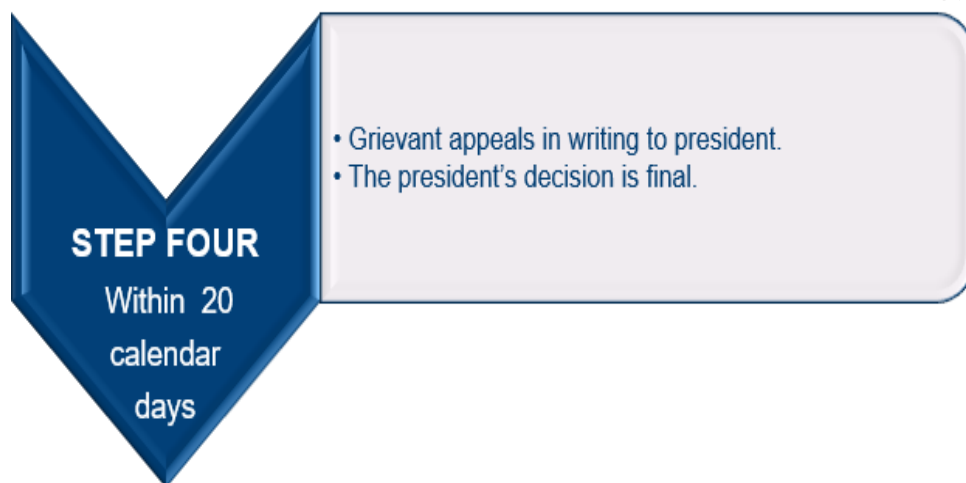 STEP FOUR
Within 20
calendar
days
• Grievant appeals in writing to president.
• The president’s decision is final.